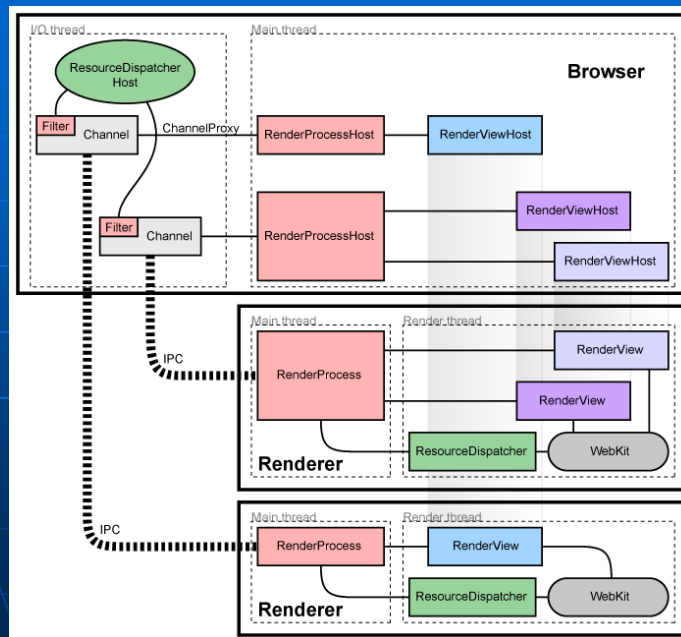 I/O thread
Main thread
ResourceDispatcher
Host
Browser
Filter
Channel
ChannelProxy
RenderProcessHost
RenderViewHost
Filter
Channel
RenderProcessHost
RenderViewHost
RenderViewHost
Main thread
Render thread
IPC
RenderProcess
RenderView
RenderView
ResourceDispatcher
WebKit
Renderer
Main thread
Render thread
IPC
RenderProcess
RenderView
ResourceDispatcher
WebKit
Renderer